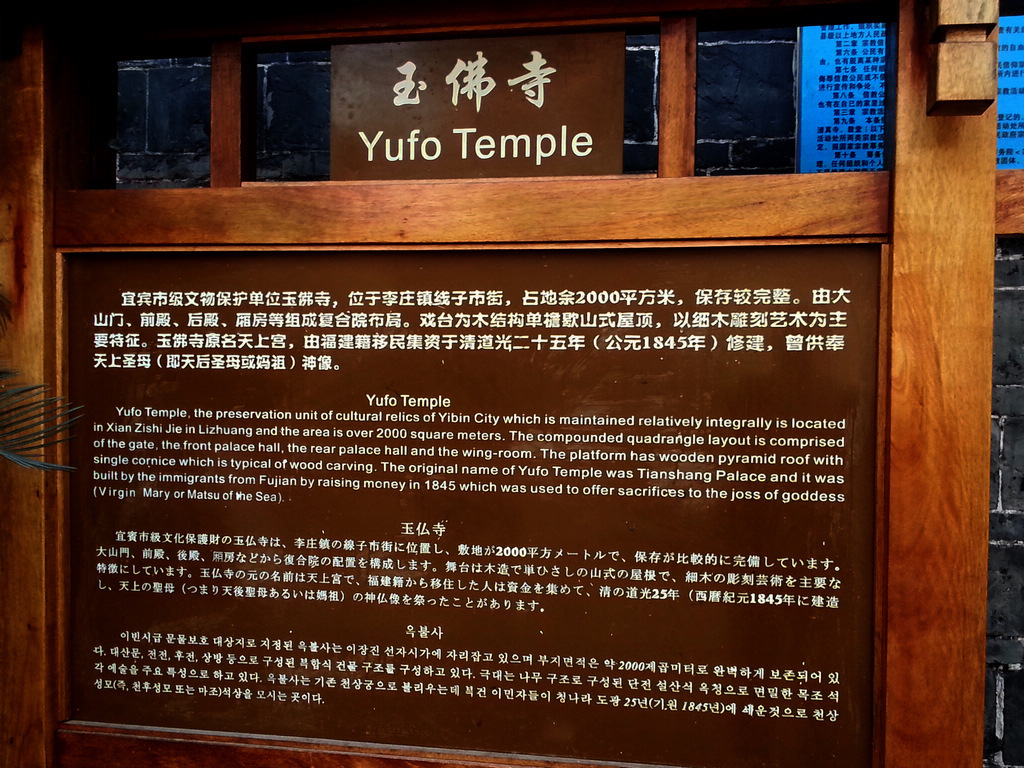 玉佛寺
Yufo Temple
宜宾市级文物保护单位玉佛寺，位于李庄镇线子市街，占地余2000平方米，保存较完整。由大
山门、前殿、后殿、厢房等组成复合院布局。戏台为木结构单檐歇山式屋顶，以细木雕刻艺术为主
要特征。玉佛寺原名天上宫，由福建籍移民集资于清道光二十五年（公元1845年）修建，曾供奉
天上圣母（即天后圣母或妈祖）神像。
Yufo Temple
Yufo Temple, the preservation unit of cultural relics of Yibin City which is maintained relatively integrally is located
in Xian Zishi Jie in Lizhuang and the area is over 2000 square meters. The compounded quadrangle layout is comprised
of the gate, the front palace hall, the rear palace hall and the wing-room. The platform has wooden pyramid roof with
single cornice which is typical of wood carving. The original name of Yufo Temple was Tianshang Palace and it was
built by the immigrants from Fujian by raising money in 1845 which was used to offer sacrifices to the joss of goddess
(Virgin Mary or Matsu of the Sea).
玉仏寺
宜賓市級文化保護財の玉仏寺は、李庄鎮の線子市街に位置し、敷地が2000平方メートルで、保存が比較的に完備しています。
大山門、前殿、後殿、厢房などから復合院の配置を構成します。舞台は木造で単ひさしの山式の屋根で、細木の彫刻芸術を主要な
特徴にしています。玉仏寺の元の名前は天上宮で、福建籍から移住した人は資金を集めて、清の道光25年（西暦紀元1845年に建造
し、天上の聖母（つまり天後聖母あるいは媽祖）の神仏像を祭ったことがあります。
옥불사
이빈시급 문물보호 대상지로 지정된 옥불사는 이장진 선자시가에 자리잡고 있으며 부지면적은 약 2000제곱미터로 완벽하게 보존되어 있
다. 대산문, 전전, 후전, 상방 등으로 구성된 복합식 건물 구조를 구성하고 있다. 극대는 나무 구조로 구성된 단전 설산식 옥정으로 면밀한 목조 석
각 예술을 주요 특성으로 하고 있다. 옥불사는 기존 천상궁으로 불리우는데 복건 이민자들이 청나라 도광 25년(기원 1845년)에 세운것으로 천상
성모(즉, 천후성모 또는 마조)석상을 모시는 곳이다.